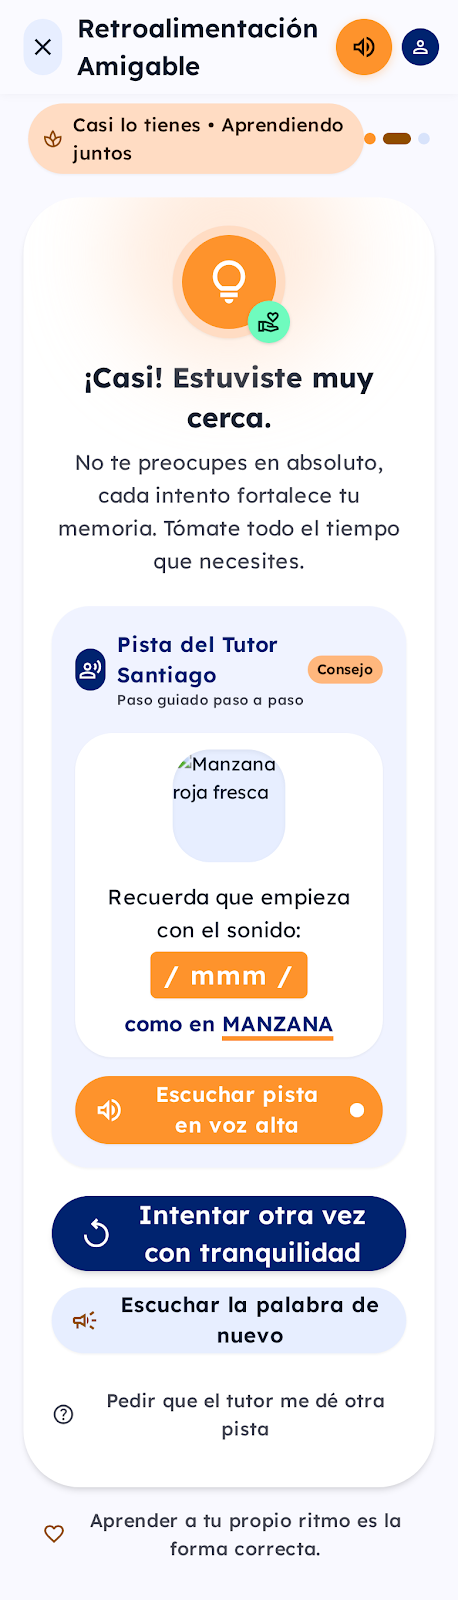 Retroalimentación
Amigable
Casi lo tienes • Aprendiendo
juntos
¡Casi! Estuviste muy
cerca.
No te preocupes en absoluto,
cada intento fortalece tu
memoria. Tómate todo el tiempo
que necesites.
Pista del Tutor
Santiago
Consejo
Paso guiado paso a paso
Manzana
roja fresca
Recuerda que empieza
con el sonido:
/ mmm /
como en MANZANA
Escuchar pista
en voz alta
Intentar otra vez
con tranquilidad
Escuchar la palabra de
nuevo
Pedir que el tutor me dé otra
pista
Aprender a tu propio ritmo es la
forma correcta.